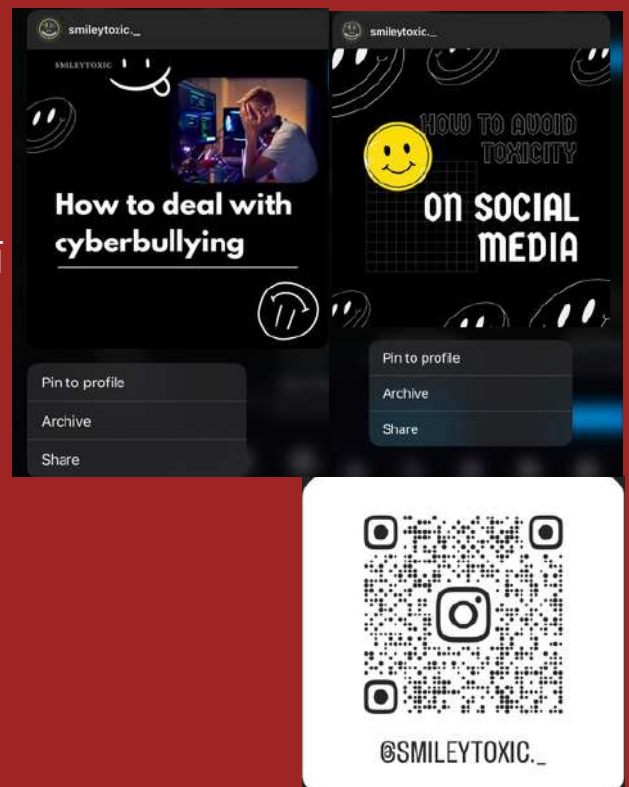 smileytoxic._
SMILEYTOXIC
How to deal with
cyberbullying
Pin to profile
Archive
Share
smileytoxic._
HOW TO AVOID
TOXICITY
ON SOCIAL
MEDIA
Pin to profile
Archive
Share
@SMILEYTOXIC._